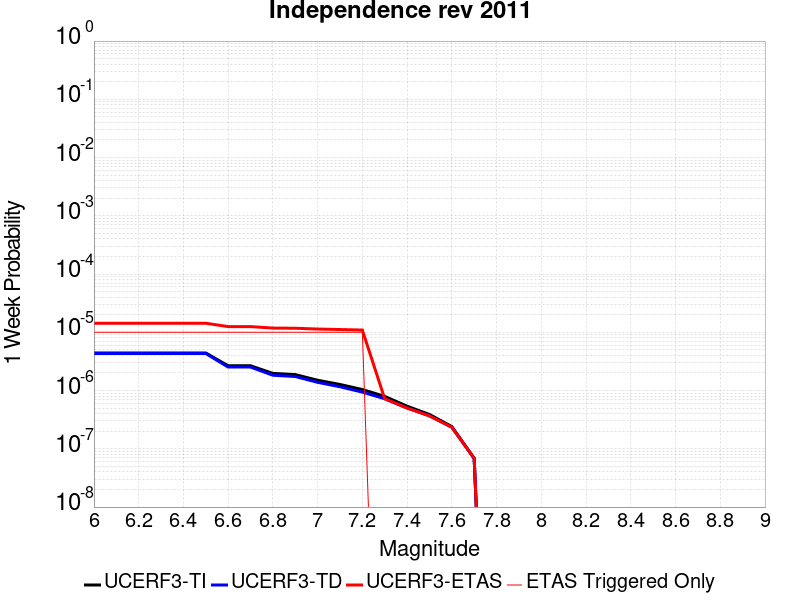 Independence rev 2011
1 Week Probability
10^0
10^-1
10^-2
10^-3
10^-4
10^-5
10^-6
10^-7
10^-8
6 6.2 6.4 6.6 6.8 7 7.2 7.4 7.6 7.8 8 8.2 8.4 8.6 8.8 9
Magnitude
UCERF3-TI UCERF3-TD UCERF3-ETAS ETAS Triggered Only